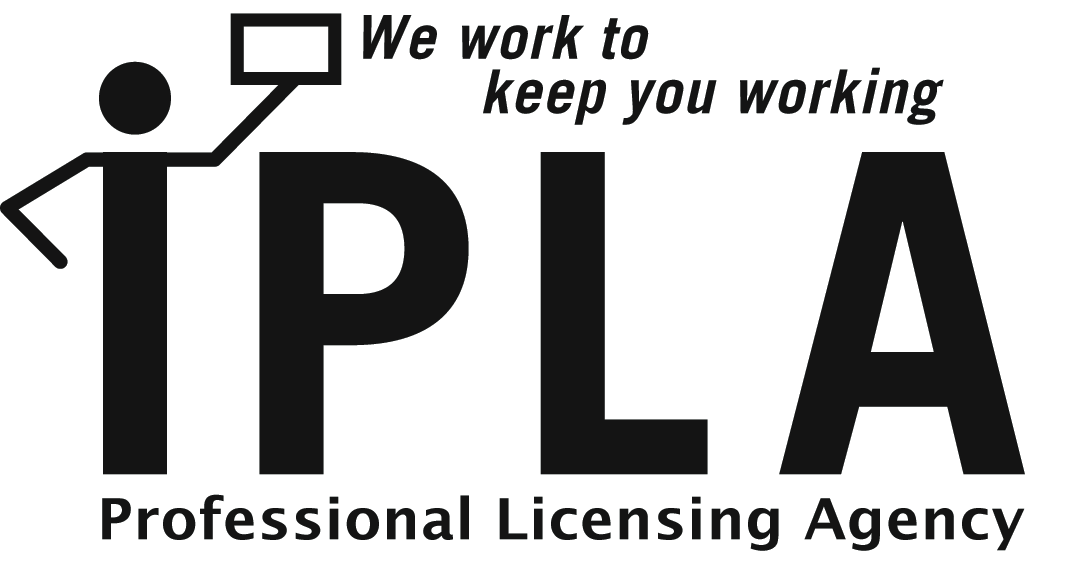 We work to
keep you working
IPLA
Professional Licensing Agency